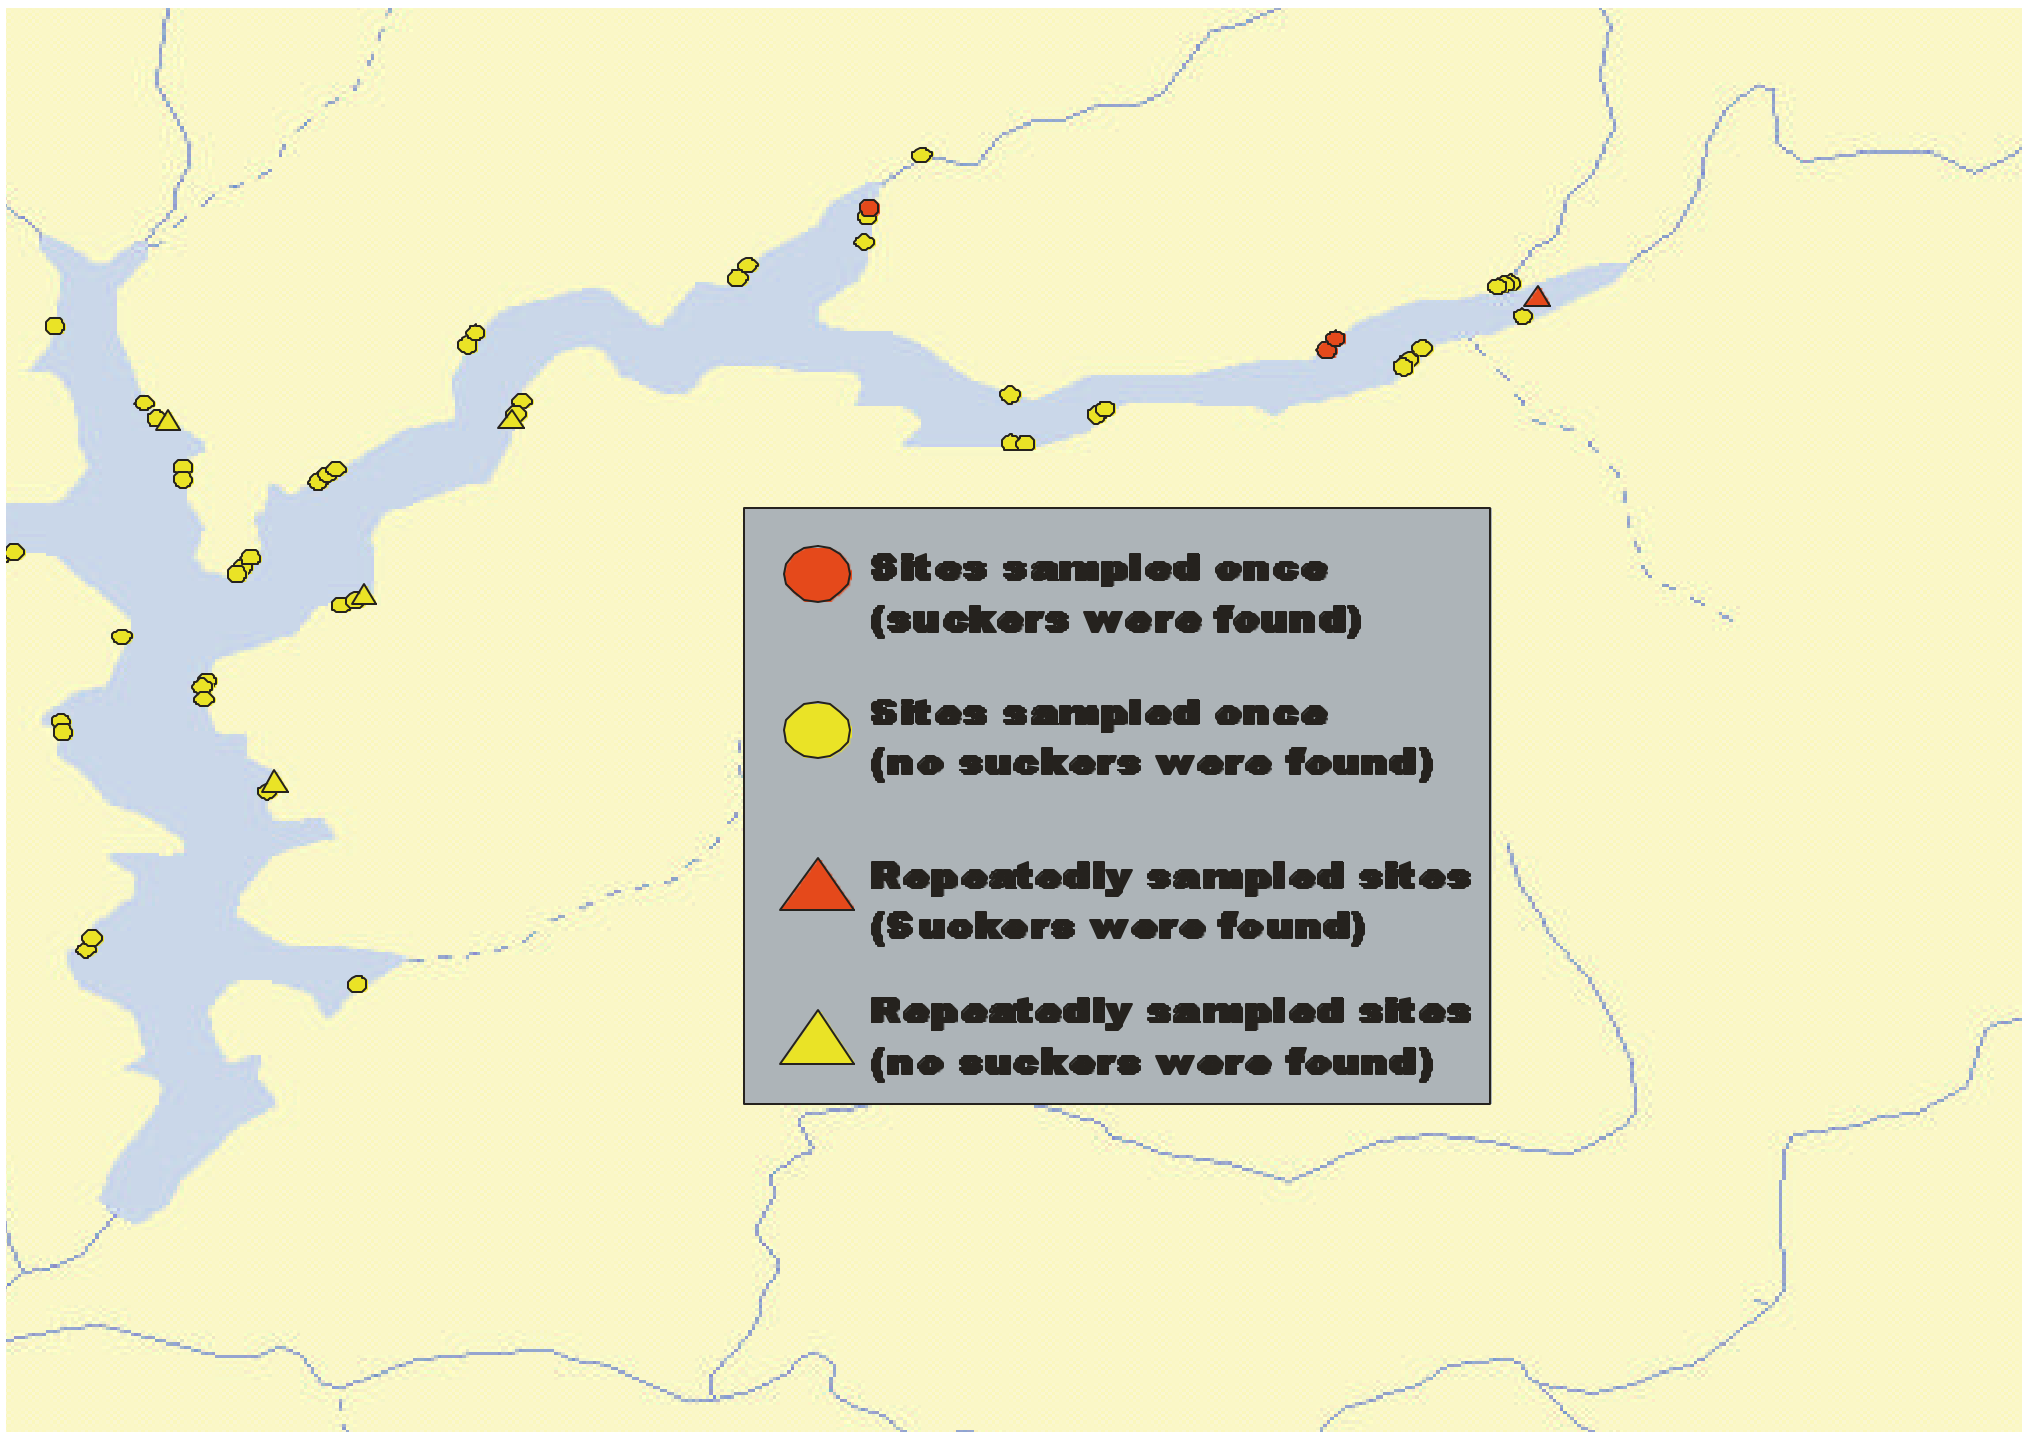 Sites sampled once
(suckers were found)
Sites sampled once
(no suckers were found)
Repeatedly sampled sites
(Suckers were found)
Repeatedly sampled sites
(no suckers were found)